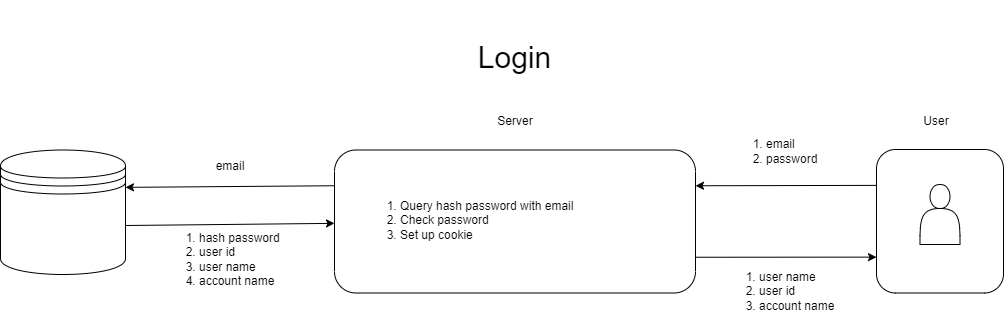 Login
Server
User
1. email
2. password
email
1. Query hash password with email
2. Check password
3. Set up cookie
1. hash password
2. user id
3. user name
4. account name
1. user name
2. user id
3. account name